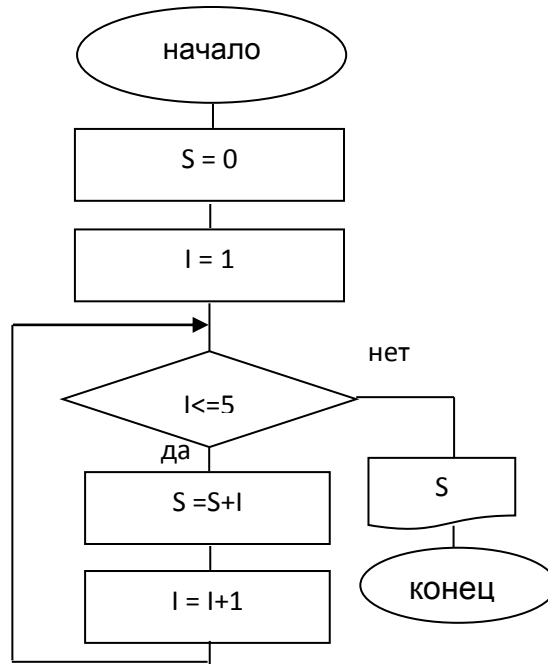 начало
S = 0
I = 1
нет
I<=5
да
S
S =S+I
конец
I = I+1